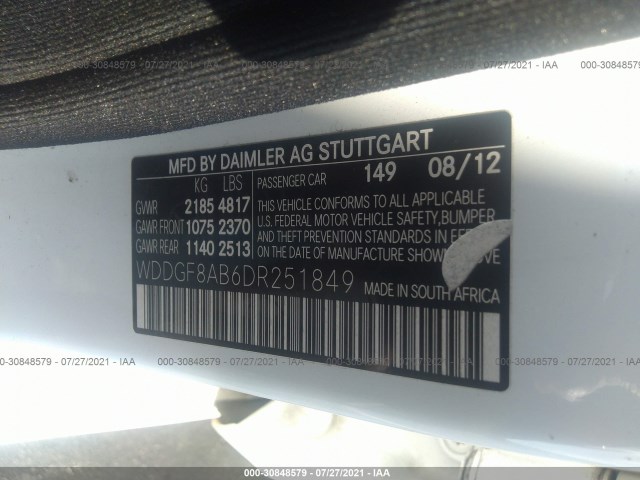 MFD BY DAIMLER AG STUTTGART
KG LBS
GVWR 2185 4817
GAWR FRONT 1075 2370
GAWR REAR 1140 2513
PASSENGER CAR 149 08/12
THIS VEHICLE CONFORMS TO ALL APPLICABLE
U.S. FEDERAL MOTOR VEHICLE SAFETY, BUMPER
AND THEFT PREVENTION STANDARDS IN
ON THE DATE OF MANUFACTURE SHOWN ABOVE
WDDGF8AB6DR251849 MADE IN SOUTH AFRICA
000-30848579 / 07/27/2021 - IAA
000-30848579 / 07/27/2021 - IAA
000-30848579 / 07/27/2021 - IAA
000-30848579 / 07/27/2021 - IAA
000-30848579 / 07/27/2021 - IAA